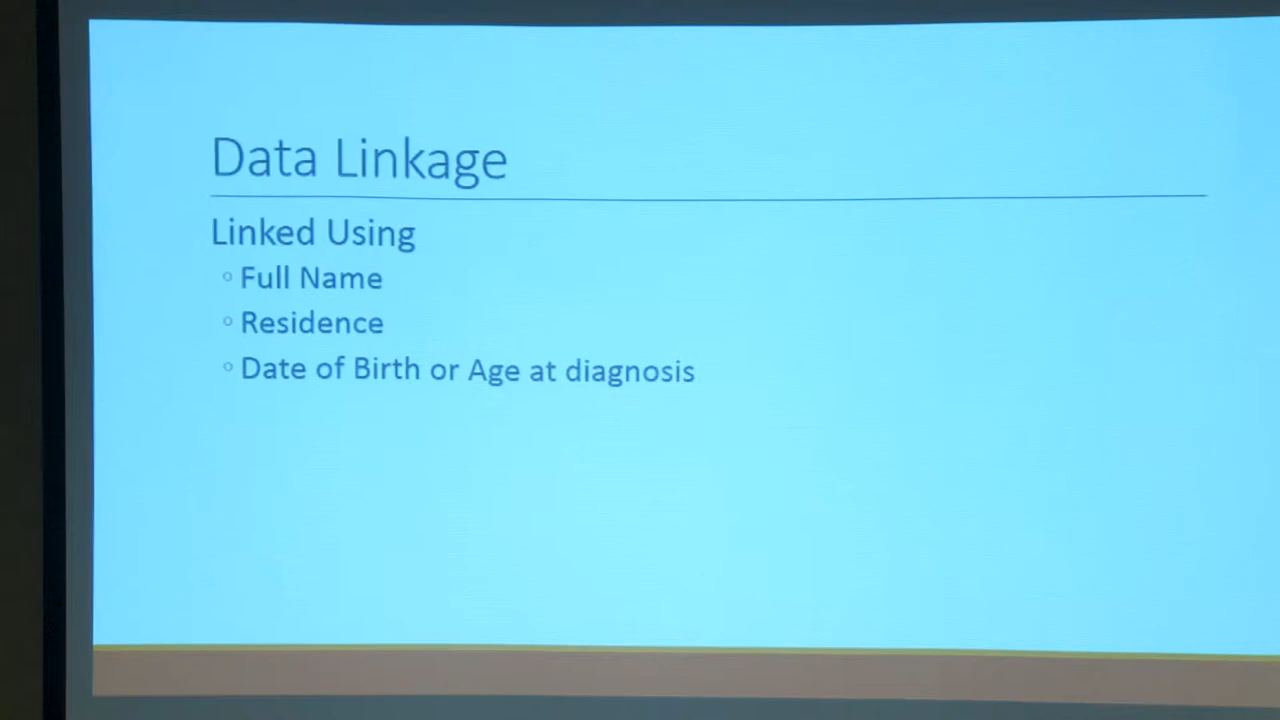 Data Linkage
Linked Using
◦ Full Name
◦ Residence
◦ Date of Birth or Age at diagnosis